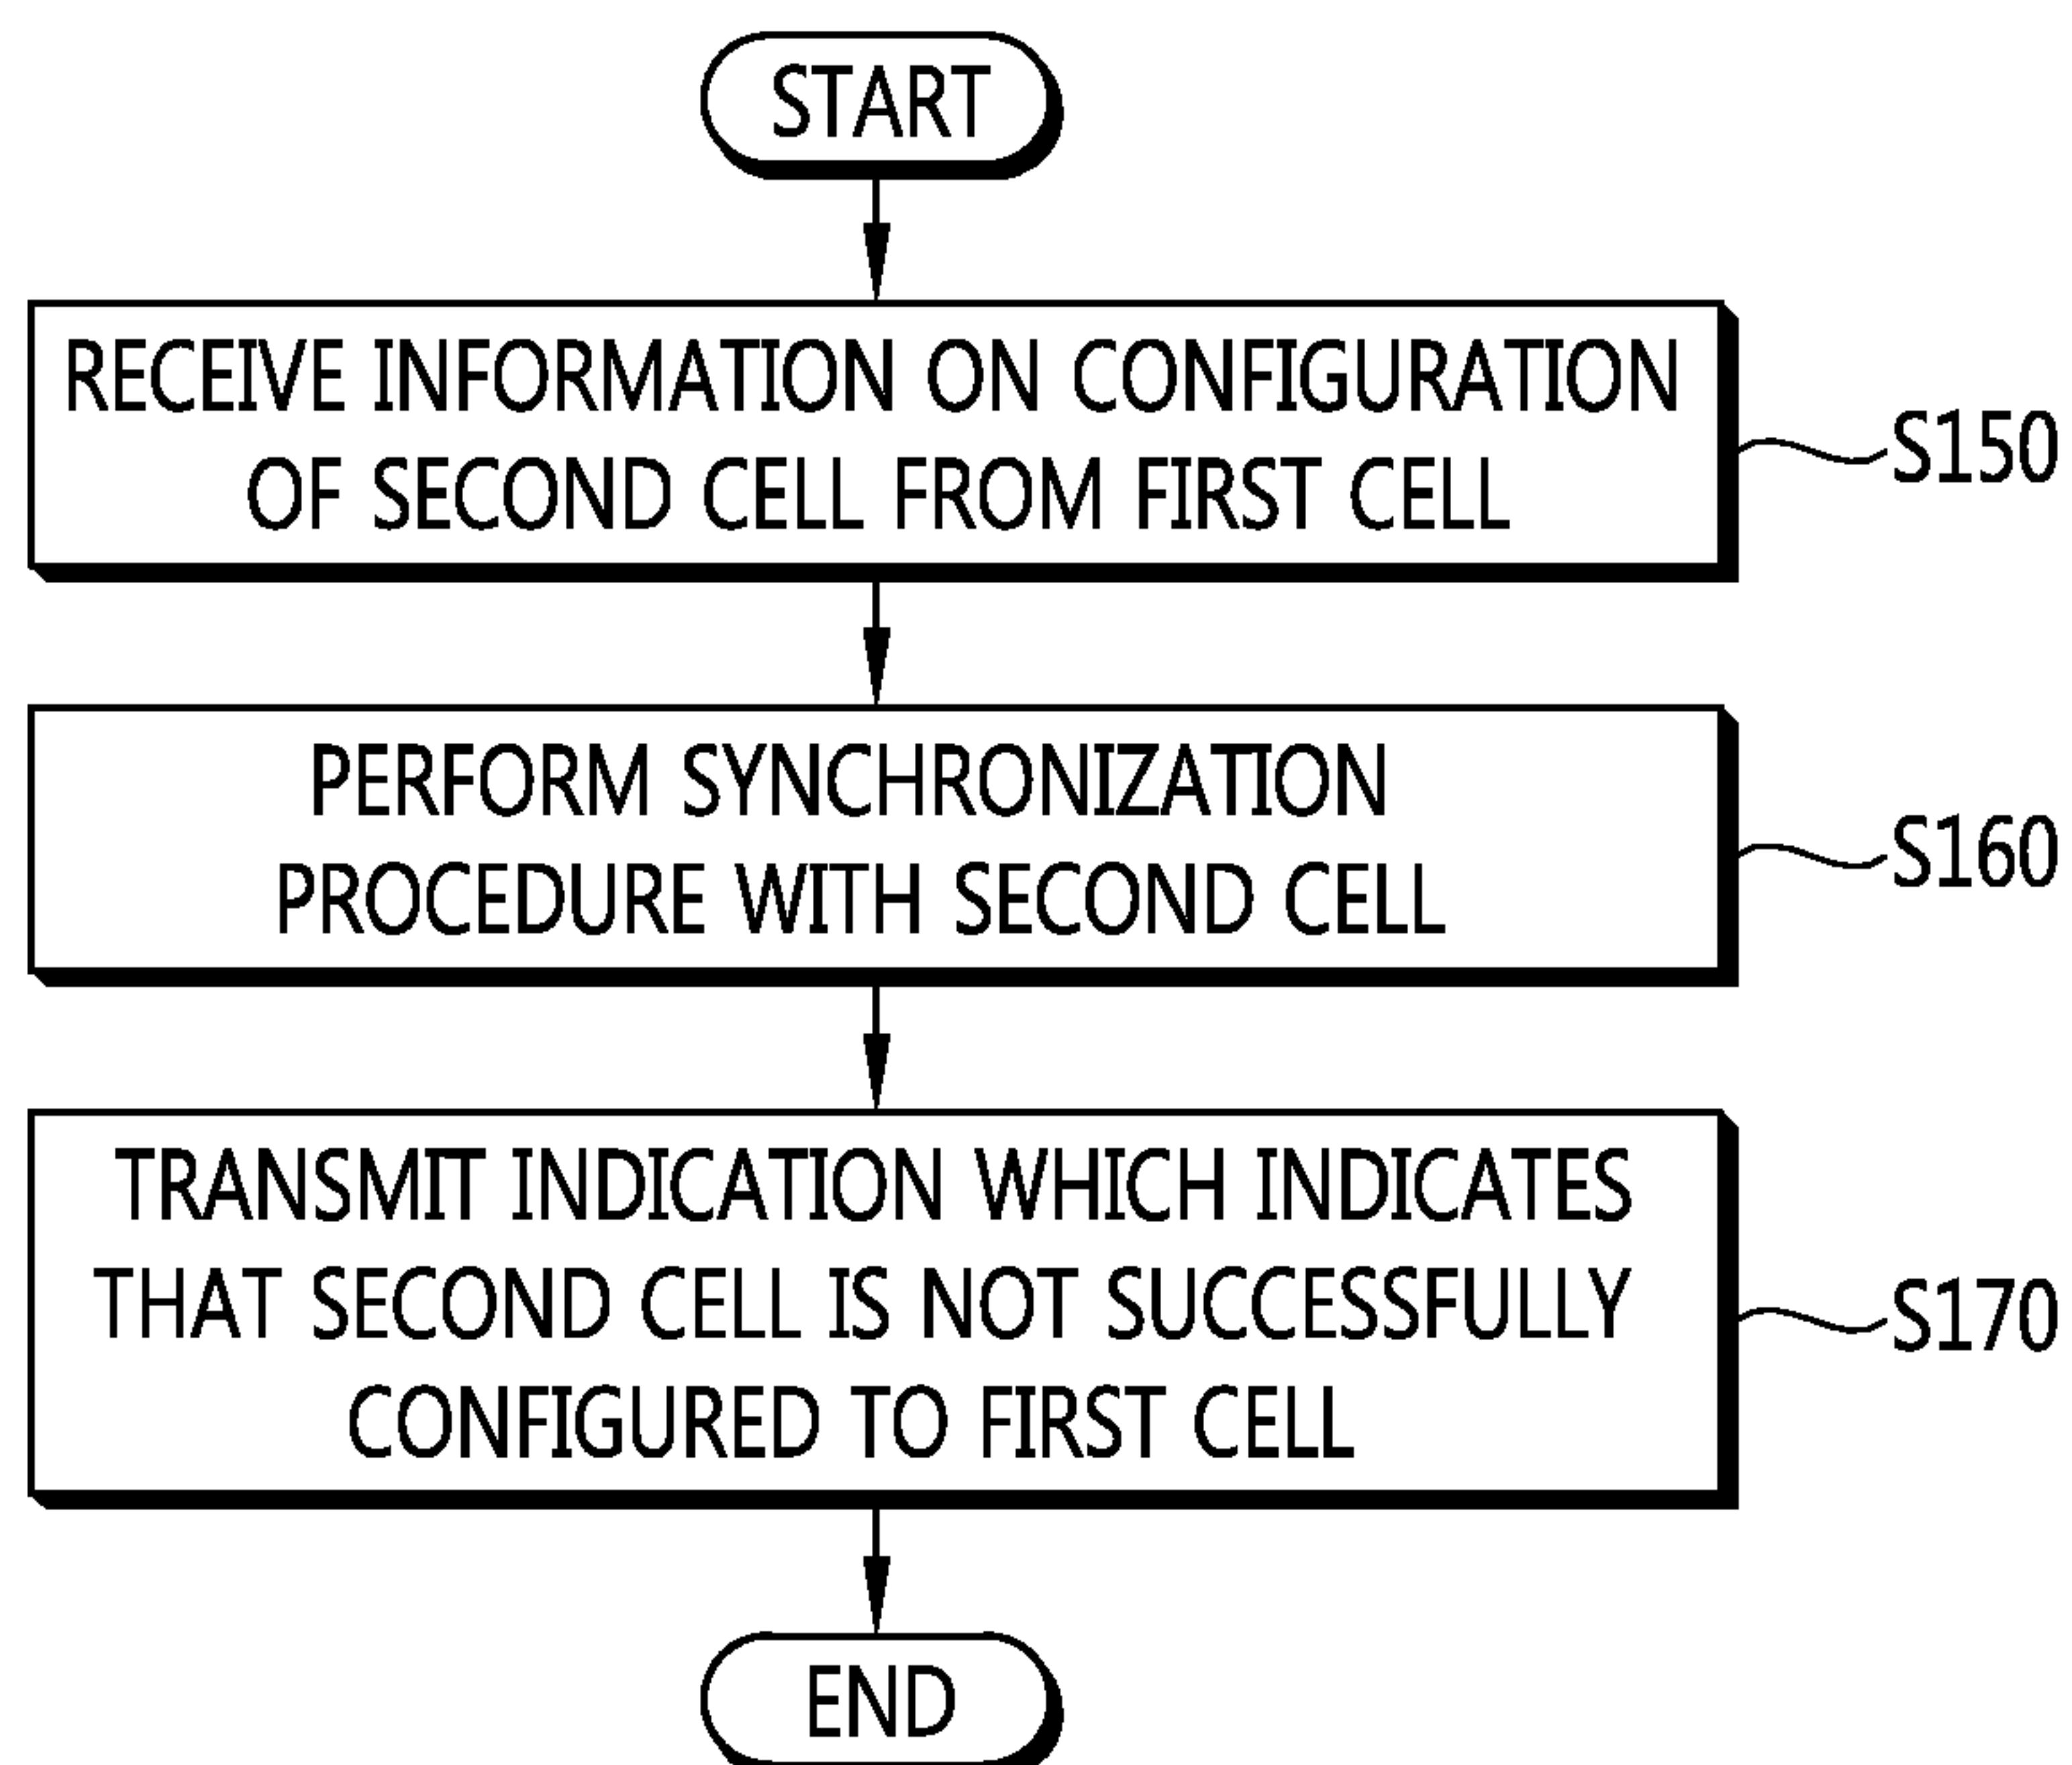 START
RECEIVE INFORMATION ON CONFIGURATION
OF SECOND CELL FROM FIRST CELL
S150
PERFORM SYNCHRONIZATION
PROCEDURE WITH SECOND CELL
S160
TRANSMIT INDICATION WHICH INDICATES
THAT SECOND CELL IS NOT SUCCESSFULLY
CONFIGURED TO FIRST CELL
S170
END